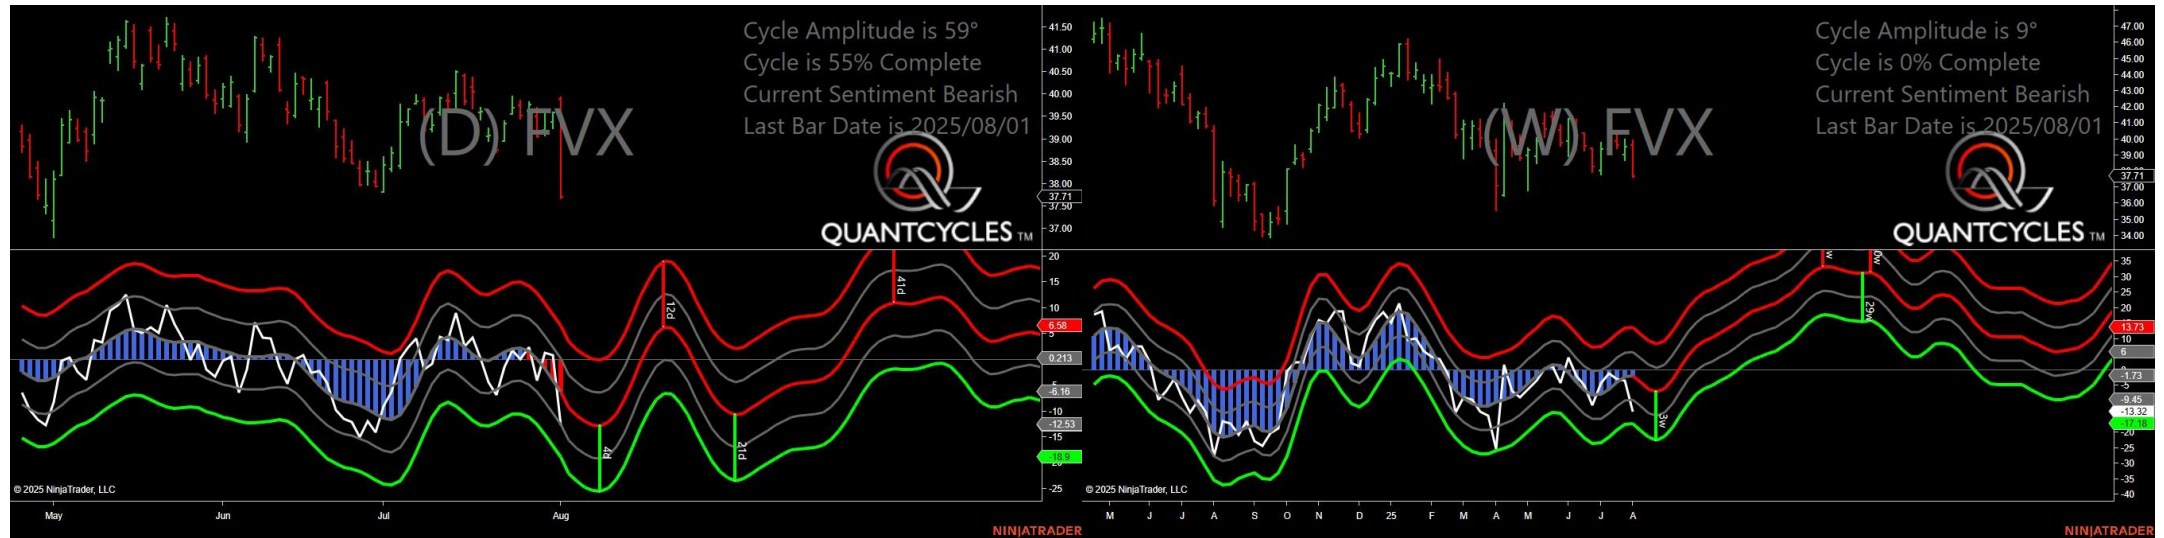 Cycle Amplitude is 59°
Cycle is 55% Complete
Current Sentiment Bearish
Last Bar Date is 2025/08/01
(D) FVX
QUANTCYCLES TM
41.50
41.00
40.50
40.00
39.50
39.00
38.50
38.00
37.71
37.50
37.00
20
15
10
6.58
5
0.213
-5
-6.16
-10
-12.53
-15
-18.9
-25
12d
41d
4d
21d
© 2025 NinjaTrader, LLC
May
Jun
Jul
Aug
NINJATRADER
Cycle Amplitude is 9°
Cycle is 0% Complete
Current Sentiment Bearish
Last Bar Date is 2025/08/01
(W) FVX
QUANTCYCLES TM
47.00
46.00
45.00
44.00
43.00
42.00
41.00
40.00
39.00
37.71
37.00
36.00
35.00
34.00
35
30
25
20
13.73
10
6
-1.73
-5
-9.45
-13.32
-17.18
-20
-25
-30
-35
-40
29w
3w
© 2025 NinjaTrader, LLC
M
J
J
A
S
O
N
D
25
F
M
A
M
J
J
A
NINJATRADER